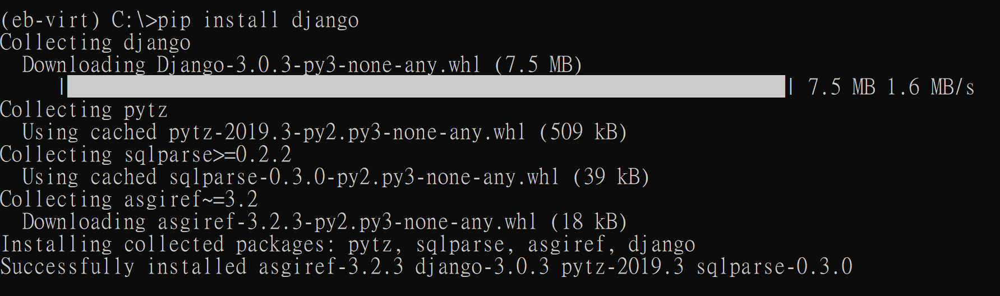 (eb-virt) C:\>pip install django
Collecting django
  Downloading Django-3.0.3-py3-none-any.whl (7.5 MB)
     || 7.5 MB 1.6 MB/s
Collecting pytz
  Using cached pytz-2019.3-py2.py3-none-any.whl (509 kB)
Collecting sqlparse>=0.2.2
  Using cached sqlparse-0.3.0-py2.py3-none-any.whl (39 kB)
Collecting asgiref~=3.2
  Downloading asgiref-3.2.3-py2.py3-none-any.whl (18 kB)
Installing collected packages: pytz, sqlparse, asgiref, django
Successfully installed asgiref-3.2.3 django-3.0.3 pytz-2019.3 sqlparse-0.3.0